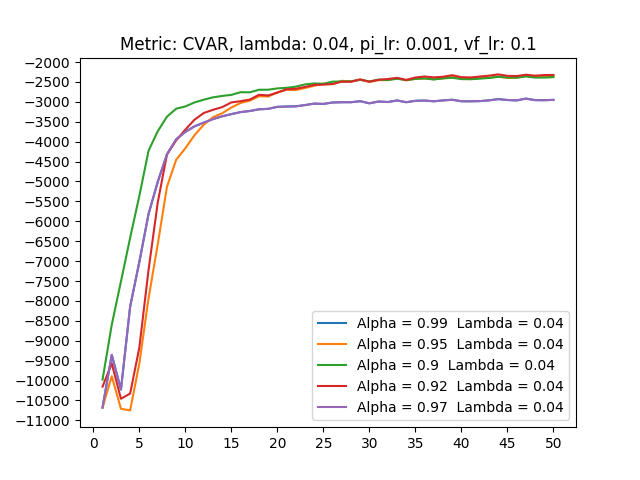 Metric: CVAR, lambda: 0.04, pi_lr: 0.001, vf_lr: 0.1
−2000
−2500
−3000
−3500
−4000
−4500
−5000
−5500
−6000
−6500
−7000
−7500
−8000
−8500
−9000
−9500
−10000
−10500
−11000
Alpha = 0.99 Lambda = 0.04
Alpha = 0.95 Lambda = 0.04
Alpha = 0.9 Lambda = 0.04
Alpha = 0.92 Lambda = 0.04
Alpha = 0.97 Lambda = 0.04
0 5 10 15 20 25 30 35 40 45 50